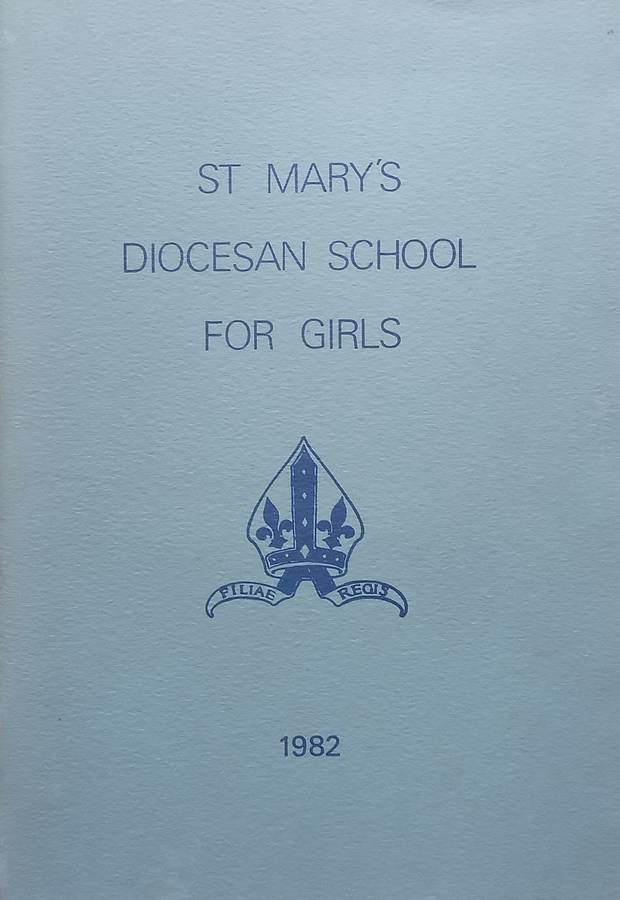 ST MARY'S
DIOCESAN SCHOOL
FOR GIRLS
FILIAE REGIS
1982